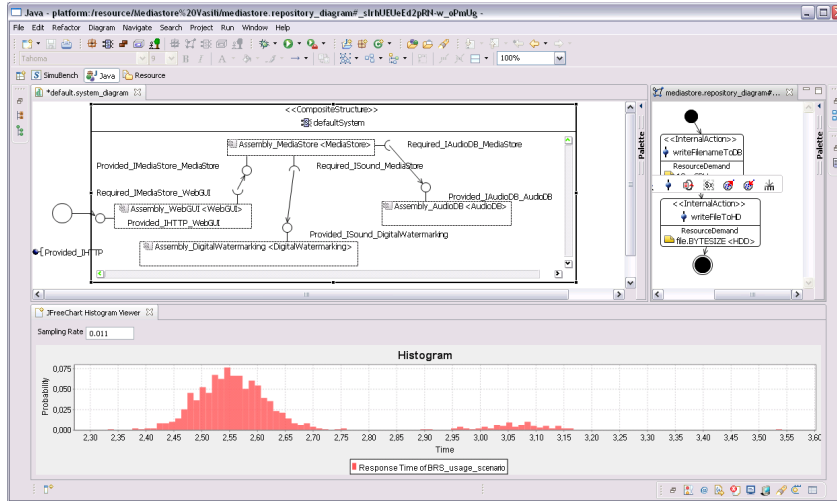 Java - platform:/resource/Mediastore%20Vasili/mediastore.repository_diagram#_sIrhUEUeEd2pRN-w_oPmUg -
File Edit Refactor Diagram Navigate Search Project Run Window Help
Tahoma 9 B I A 100%
SimuBench Java Resource
*default.system_diagram
mediastore.repository_diagram#...
<<CompositeStructure>>
defaultSystem
Assembly_MediaStore <MediaStore>
Required_IAudioDB_MediaStore
Provided_IMediaStore_MediaStore
Required_ISound_MediaStore
Required_IMediaStore_WebGUI
Provided_IAudioDB_AudioDB
Assembly_WebGUI <WebGUI>
Assembly_AudioDB <AudioDB>
Provided_IHTTP_WebGUI
Provided_ISound_DigitalWatermarking
Assembly_DigitalWatermarking <DigitalWatermarking>
Provided_IHTTP
Palette
<<InternalAction>>
writeFilenameToDB
ResourceDemand
<<InternalAction>>
writeFileToHD
ResourceDemand
file.BYTESIZE <HDD>
Palette
JFreeChart Histogram Viewer
Sampling Rate 0.011
Histogram
Probability
0,075
0,050
0,025
0,000
2,30 2,35 2,40 2,45 2,50 2,55 2,60 2,65 2,70 2,75 2,80 2,85 2,90 2,95 3,00 3,05 3,10 3,15 3,20 3,25 3,30 3,35 3,40 3,45 3,50 3,55 3,60
Time
Response Time of BRS_usage_scenario